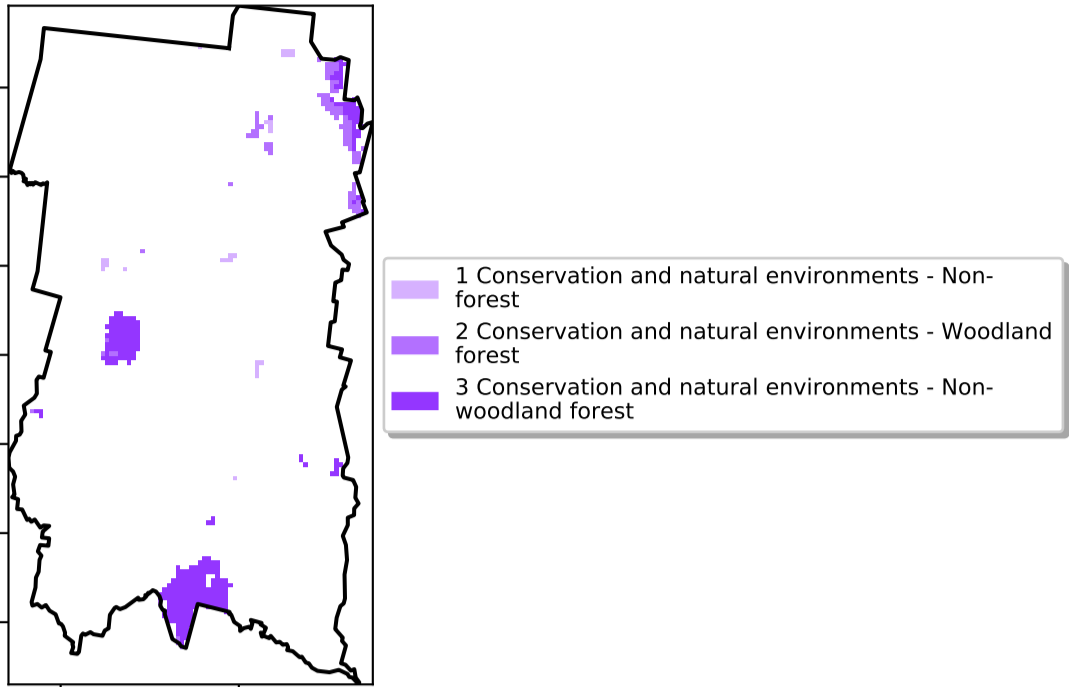 1 Conservation and natural environments - Non-
forest
2 Conservation and natural environments - Woodland
forest
3 Conservation and natural environments - Non-
woodland forest